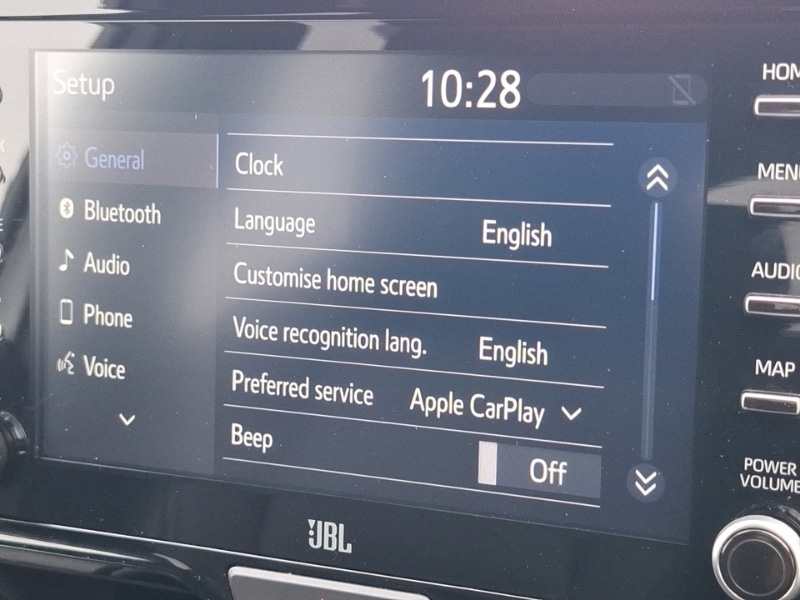 Setup
10:28
General
Bluetooth
Audio
Phone
Voice
Clock
Language English
Customise home screen
Voice recognition lang. English
Preferred service Apple CarPlay
Beep Off
JBL
MAP
POWER